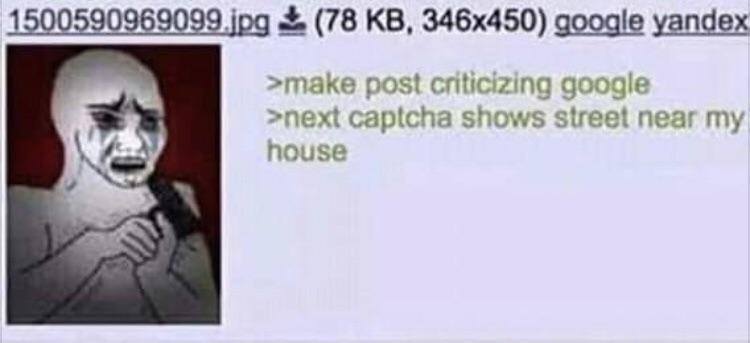 1500590969099.jpg (78 KB, 346x450) google yandex
>make post criticizing google
>next captcha shows street near my
house